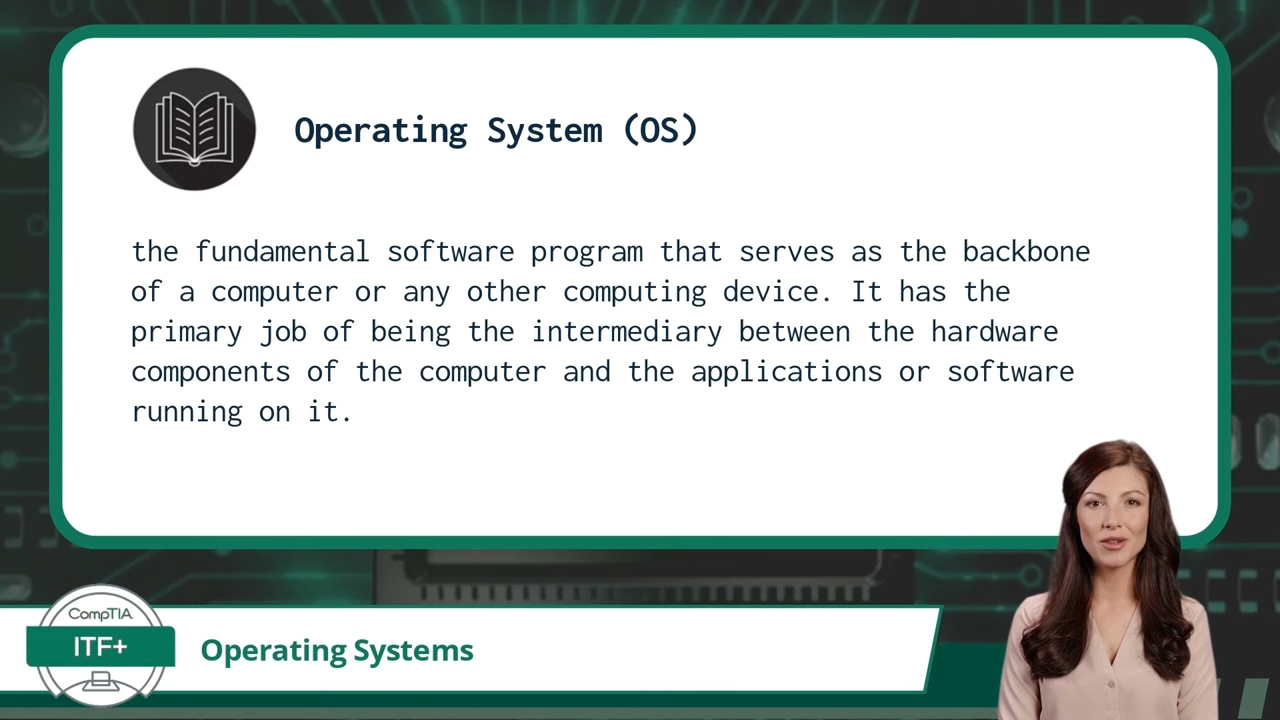 Operating System (OS)
the fundamental software program that serves as the backbone
of a computer or any other computing device. It has the
primary job of being the intermediary between the hardware
components of the computer and the applications or software
running on it.
CompTIA.
ITF+
Operating Systems